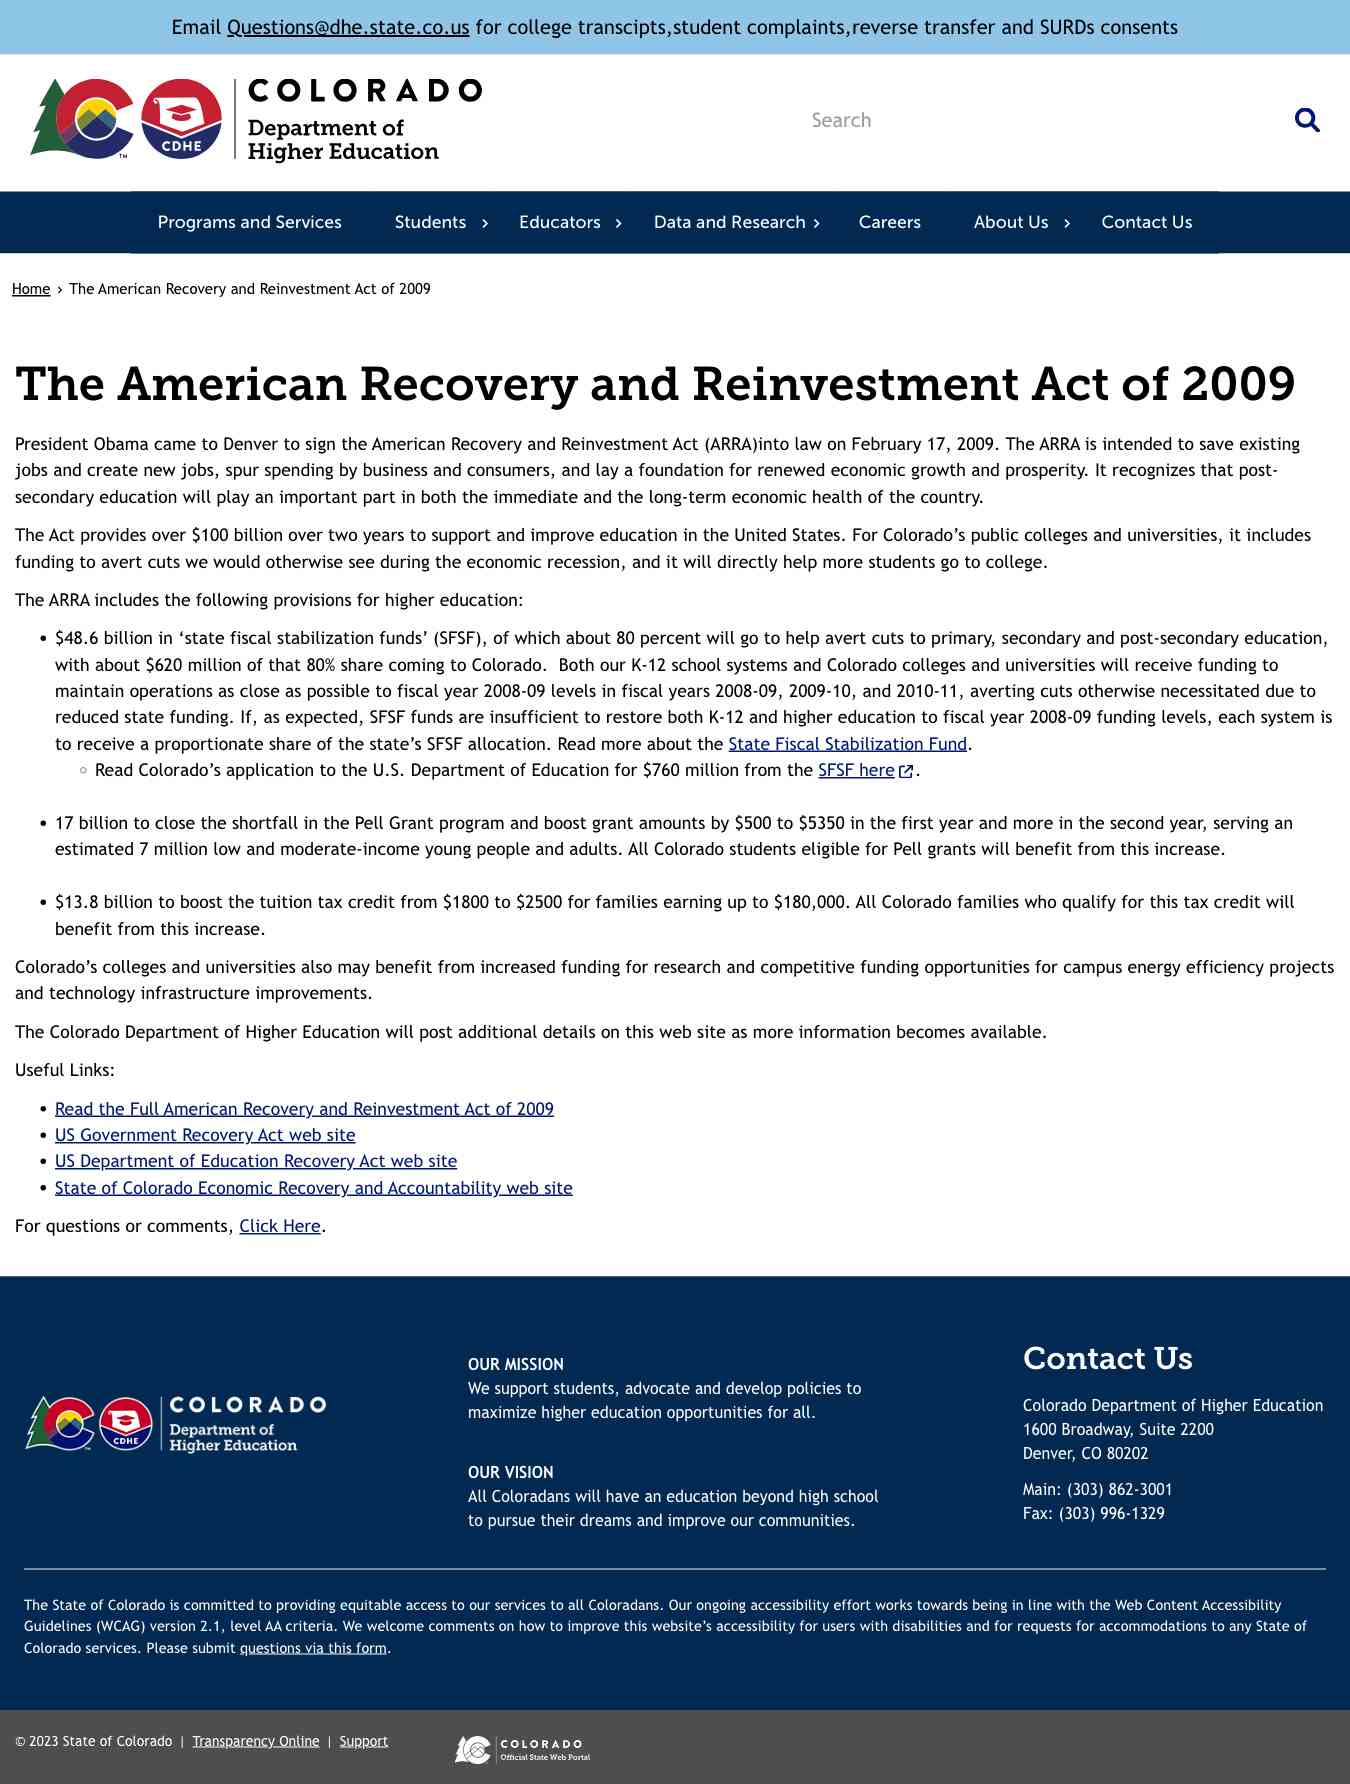 Email Questions@dhe.state.co.us for college transcipts,student complaints,reverse transfer and SURDs consents
CDHE
TM
COLORADO
Department of
Higher Education
Search
Programs and Services Students Educators Data and Research Careers About Us Contact Us
Home › The American Recovery and Reinvestment Act of 2009
The American Recovery and Reinvestment Act of 2009
President Obama came to Denver to sign the American Recovery and Reinvestment Act (ARRA)into law on February 17, 2009. The ARRA is intended to save existing
jobs and create new jobs, spur spending by business and consumers, and lay a foundation for renewed economic growth and prosperity. It recognizes that post-
secondary education will play an important part in both the immediate and the long-term economic health of the country.
The Act provides over $100 billion over two years to support and improve education in the United States. For Colorado’s public colleges and universities, it includes
funding to avert cuts we would otherwise see during the economic recession, and it will directly help more students go to college.
The ARRA includes the following provisions for higher education:
• $48.6 billion in ‘state fiscal stabilization funds’ (SFSF), of which about 80 percent will go to help avert cuts to primary, secondary and post-secondary education,
with about $620 million of that 80% share coming to Colorado.  Both our K-12 school systems and Colorado colleges and universities will receive funding to
maintain operations as close as possible to fiscal year 2008-09 levels in fiscal years 2008-09, 2009-10, and 2010-11, averting cuts otherwise necessitated due to
reduced state funding. If, as expected, SFSF funds are insufficient to restore both K-12 and higher education to fiscal year 2008-09 funding levels, each system is
to receive a proportionate share of the state’s SFSF allocation. Read more about the State Fiscal Stabilization Fund.
○ Read Colorado’s application to the U.S. Department of Education for $760 million from the SFSF here.
• 17 billion to close the shortfall in the Pell Grant program and boost grant amounts by $500 to $5350 in the first year and more in the second year, serving an
estimated 7 million low and moderate-income young people and adults. All Colorado students eligible for Pell grants will benefit from this increase.
• $13.8 billion to boost the tuition tax credit from $1800 to $2500 for families earning up to $180,000. All Colorado families who qualify for this tax credit will
benefit from this increase.
Colorado’s colleges and universities also may benefit from increased funding for research and competitive funding opportunities for campus energy efficiency projects
and technology infrastructure improvements.
The Colorado Department of Higher Education will post additional details on this web site as more information becomes available.
Useful Links:
• Read the Full American Recovery and Reinvestment Act of 2009
• US Government Recovery Act web site
• US Department of Education Recovery Act web site
• State of Colorado Economic Recovery and Accountability web site
For questions or comments, Click Here.
CDHE
TM
COLORADO
Department of
Higher Education
OUR MISSION
We support students, advocate and develop policies to
maximize higher education opportunities for all.
OUR VISION
All Coloradans will have an education beyond high school
to pursue their dreams and improve our communities.
Contact Us
Colorado Department of Higher Education
1600 Broadway, Suite 2200
Denver, CO 80202
Main: (303) 862-3001
Fax: (303) 996-1329
The State of Colorado is committed to providing equitable access to our services to all Coloradans. Our ongoing accessibility effort works towards being in line with the Web Content Accessibility
Guidelines (WCAG) version 2.1, level AA criteria. We welcome comments on how to improve this website’s accessibility for users with disabilities and for requests for accommodations to any State of
Colorado services. Please submit questions via this form.
© 2023 State of Colorado | Transparency Online | Support
COLORADO
Official State Web Portal